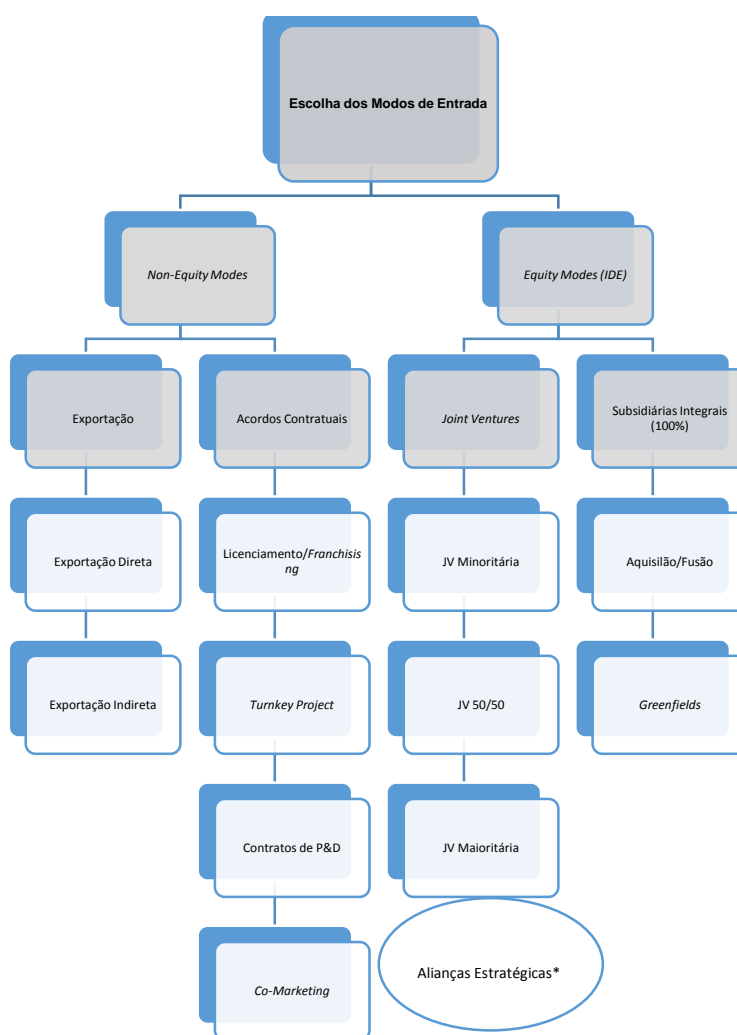 Escolha dos Modos de Entrada
Non-Equity Modes
Equity Modes (IDE)
Exportação
Acordos Contratuais
Joint Ventures
Subsidiárias Integrais
(100%)
Exportação Direta
Licenciamento/Franchisi
ng
JV Minoritária
Aquisilão/Fusão
Exportação Indireta
Turnkey Project
JV 50/50
Greenfields
Contratos de P&D
JV Maioritária
Co-Marketing
Alianças Estratégicas*